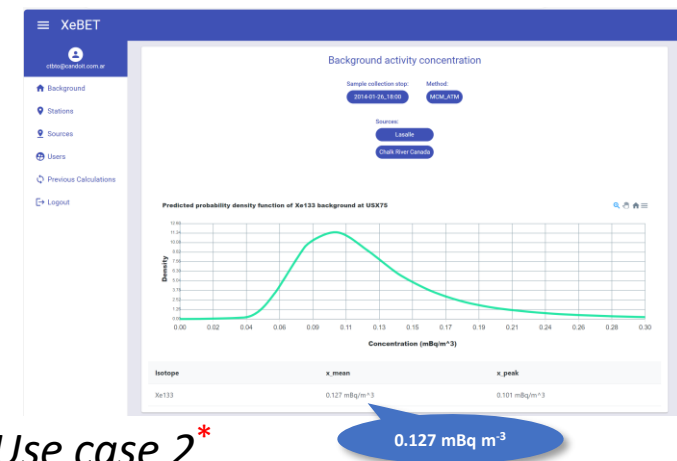 XeBET
ctbto@candoit.com.ar
Background
Stations
Sources
Users
Previous Calculations
Logout
Background activity concentration
Sample collection stop: Method:
2014-01-26_18:00 MCM_ATM
Sources:
Lasalle
Chalk River Canada
Predicted probability density function of Xe133 background at USX75
Density
0.00 0.02 0.04 0.06 0.09 0.11 0.13 0.15 0.17 0.19 0.21 0.24 0.26 0.28 0.30
Concentration (mBq/m^3)
Isotope x_mean x_peak
Xe133 0.127 mBq/m^3 0.101 mBq/m^3
Use case 2*
0.127 mBq m-3